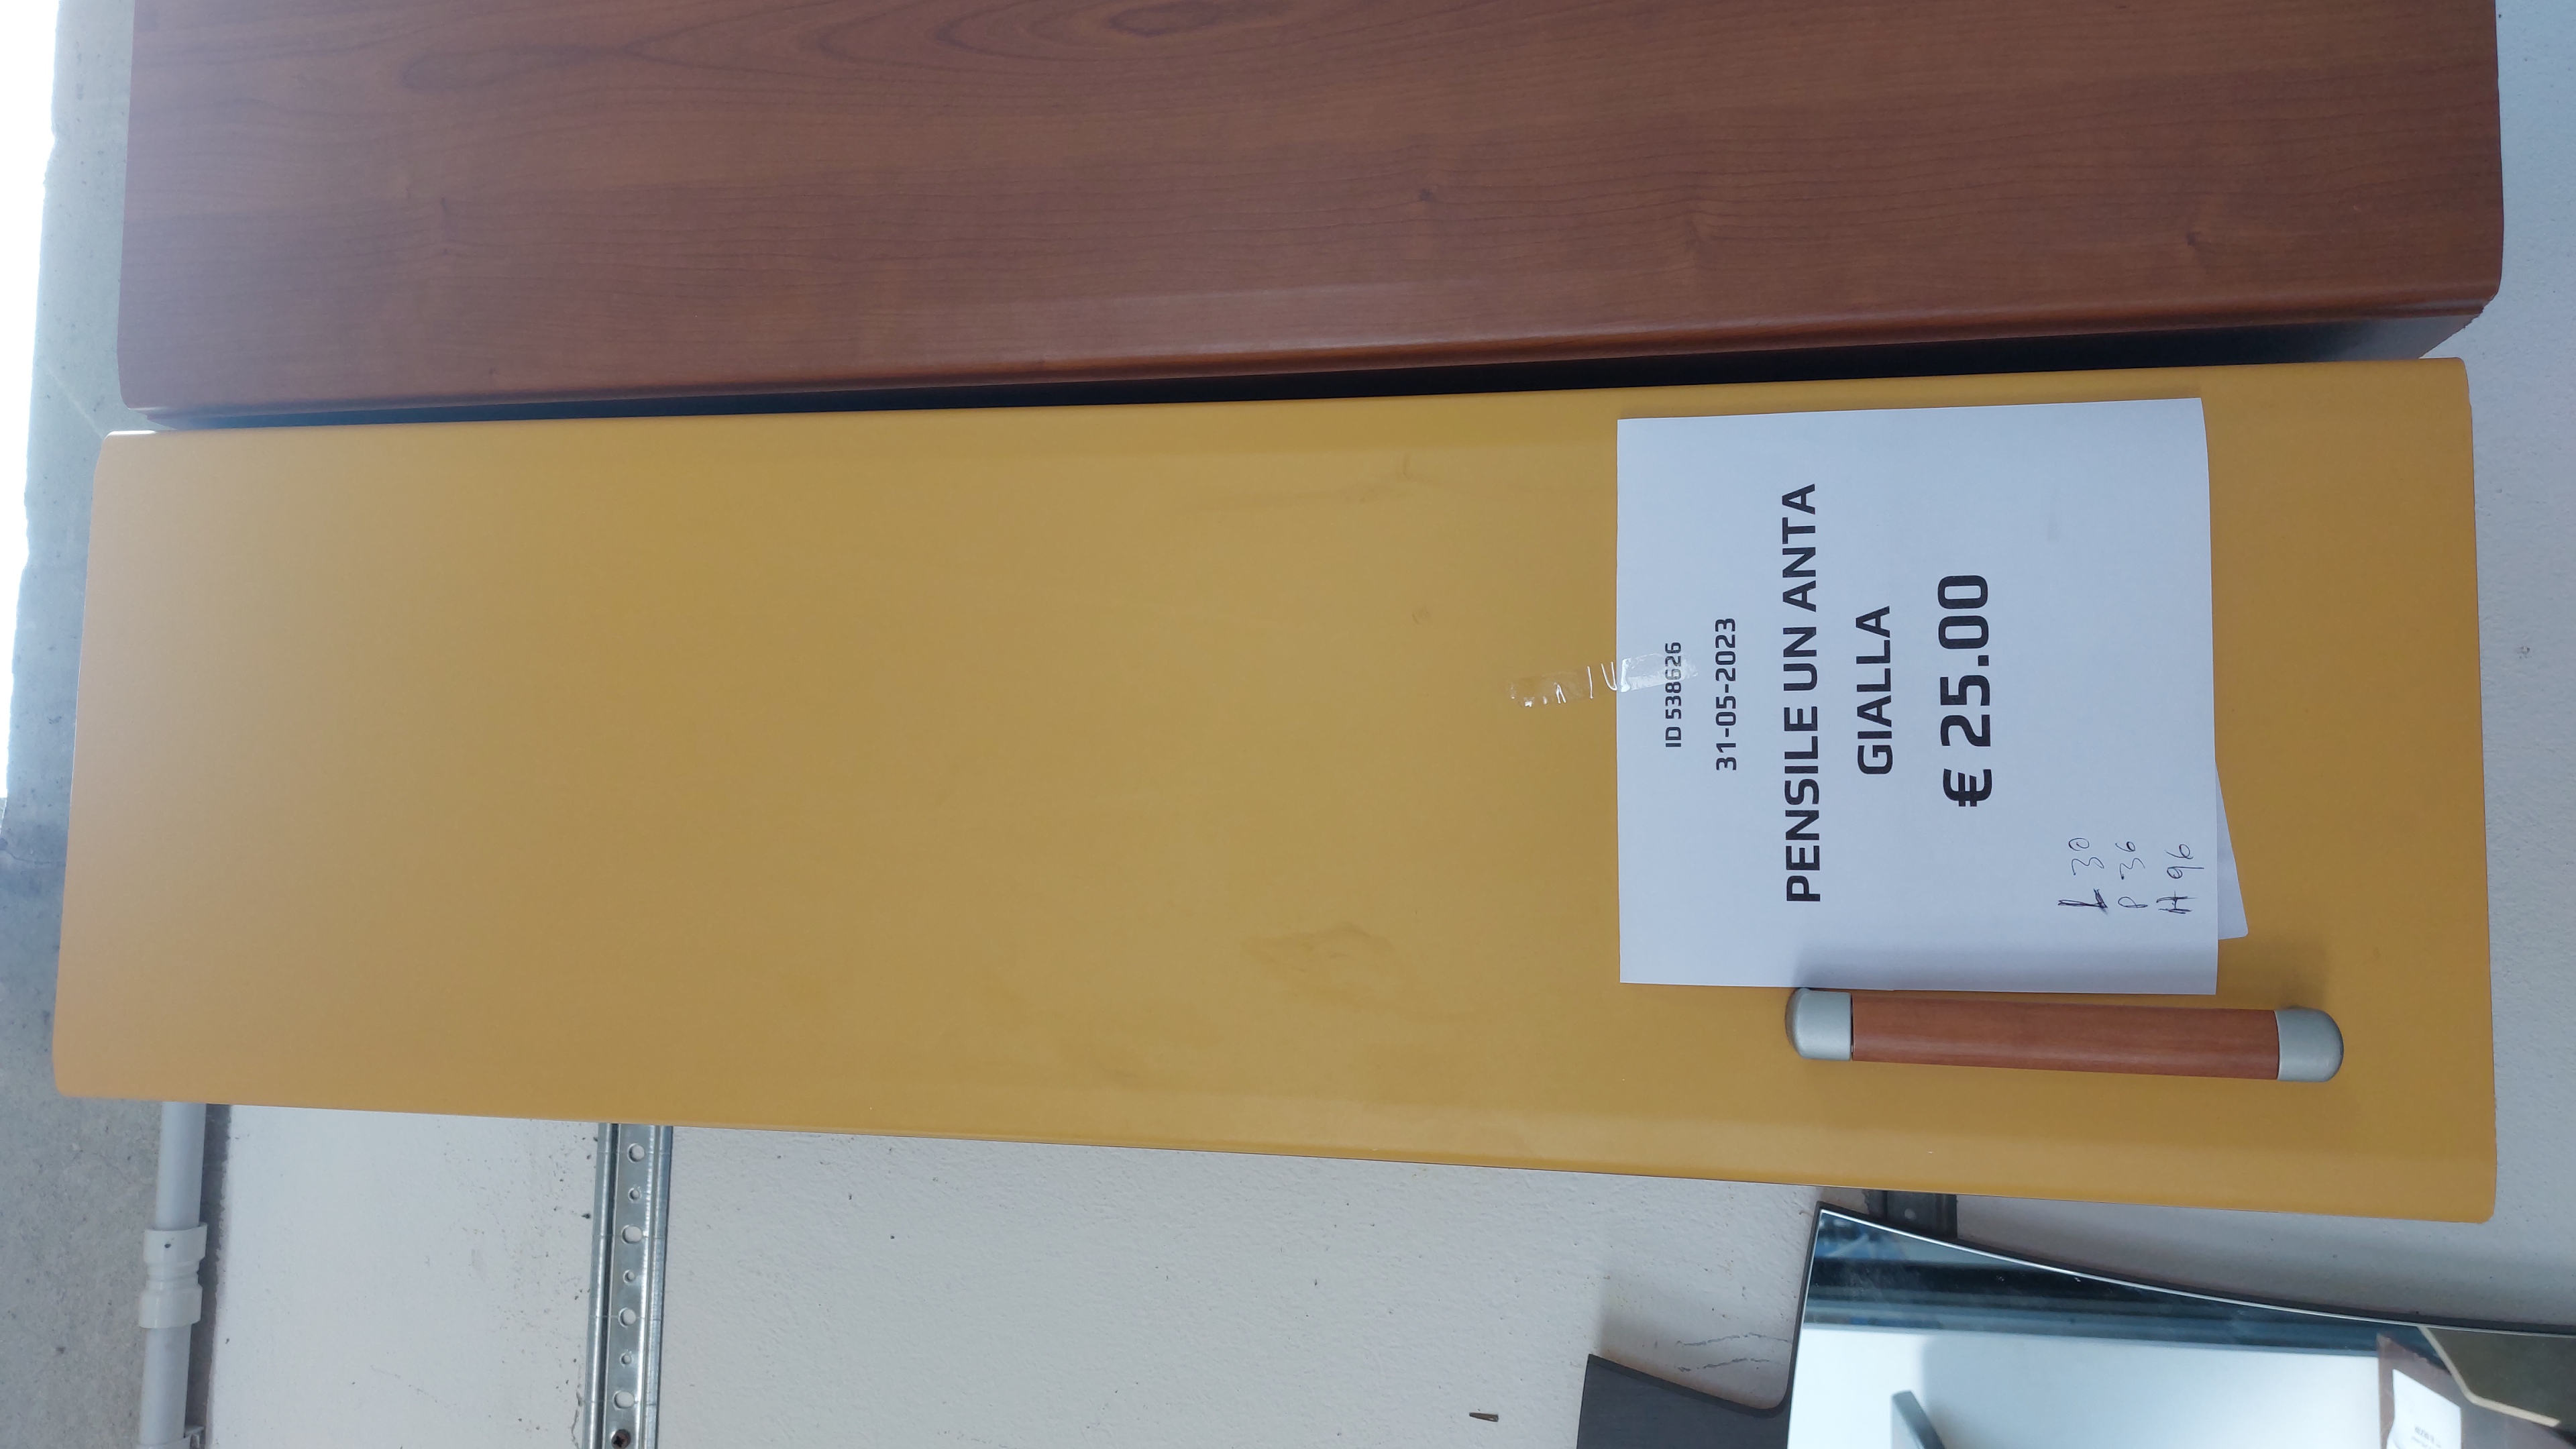 ID 538626
31-05-2023
PENSILE UN ANTA
GIALLA
€ 25.00
L 30
P 36
H 96